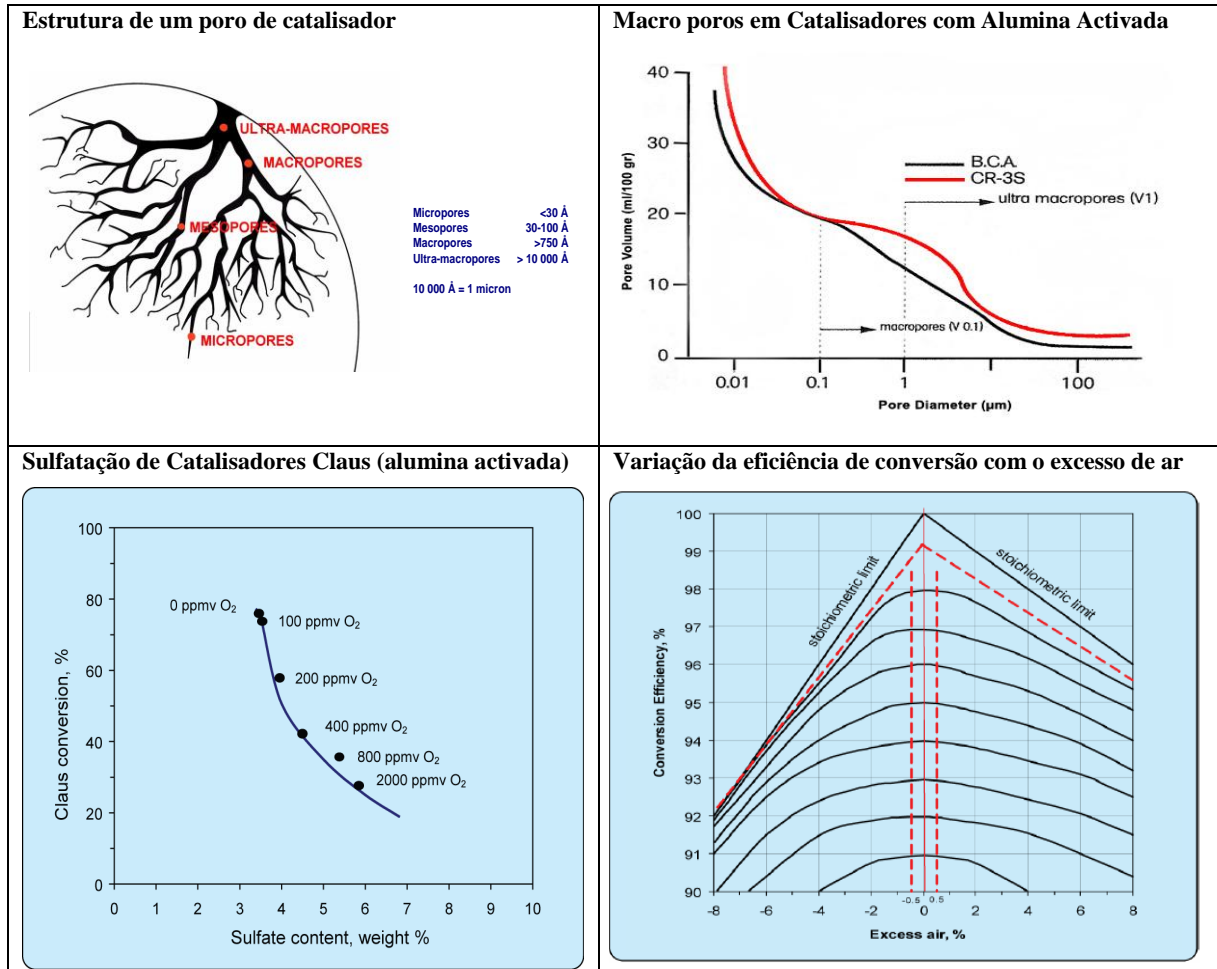 Estrutura de um poro de catalisador
ULTRA-MACROPORES
MACROPORES
MESOPORES
MICROPORES
Micropores <30 Å
Mesopores 30-100 Å
Macropores >750 Å
Ultra-macropores > 10 000 Å
10 000 Å = 1 micron
Macro poros em Catalisadores com Alumina Activada
40
30
20
10
0
Pore Volume (ml/100 gr)
B.C.A.
CR-3S
ultra macropores (V1)
macropores (V 0.1)
0.01 0.1 1 100
Pore Diameter (µm)
Sulfatação de Catalisadores Claus (alumina activada)
100
80
60
40
20
0
Claus conversion, %
0 ppmv O₂
100 ppmv O₂
200 ppmv O₂
400 ppmv O₂
800 ppmv O₂
2000 ppmv O₂
0 1 2 3 4 5 6 7 8 9 10
Sulfate content, weight %
Variação da eficiência de conversão com o excesso de ar
100
99
98
97
96
95
94
93
92
91
90
Conversion Efficiency, %
stoichiometric limit
stoichiometric limit
-8 -6 -4 -2 0 2 4 6 8
-0.5 0.5
Excess air, %